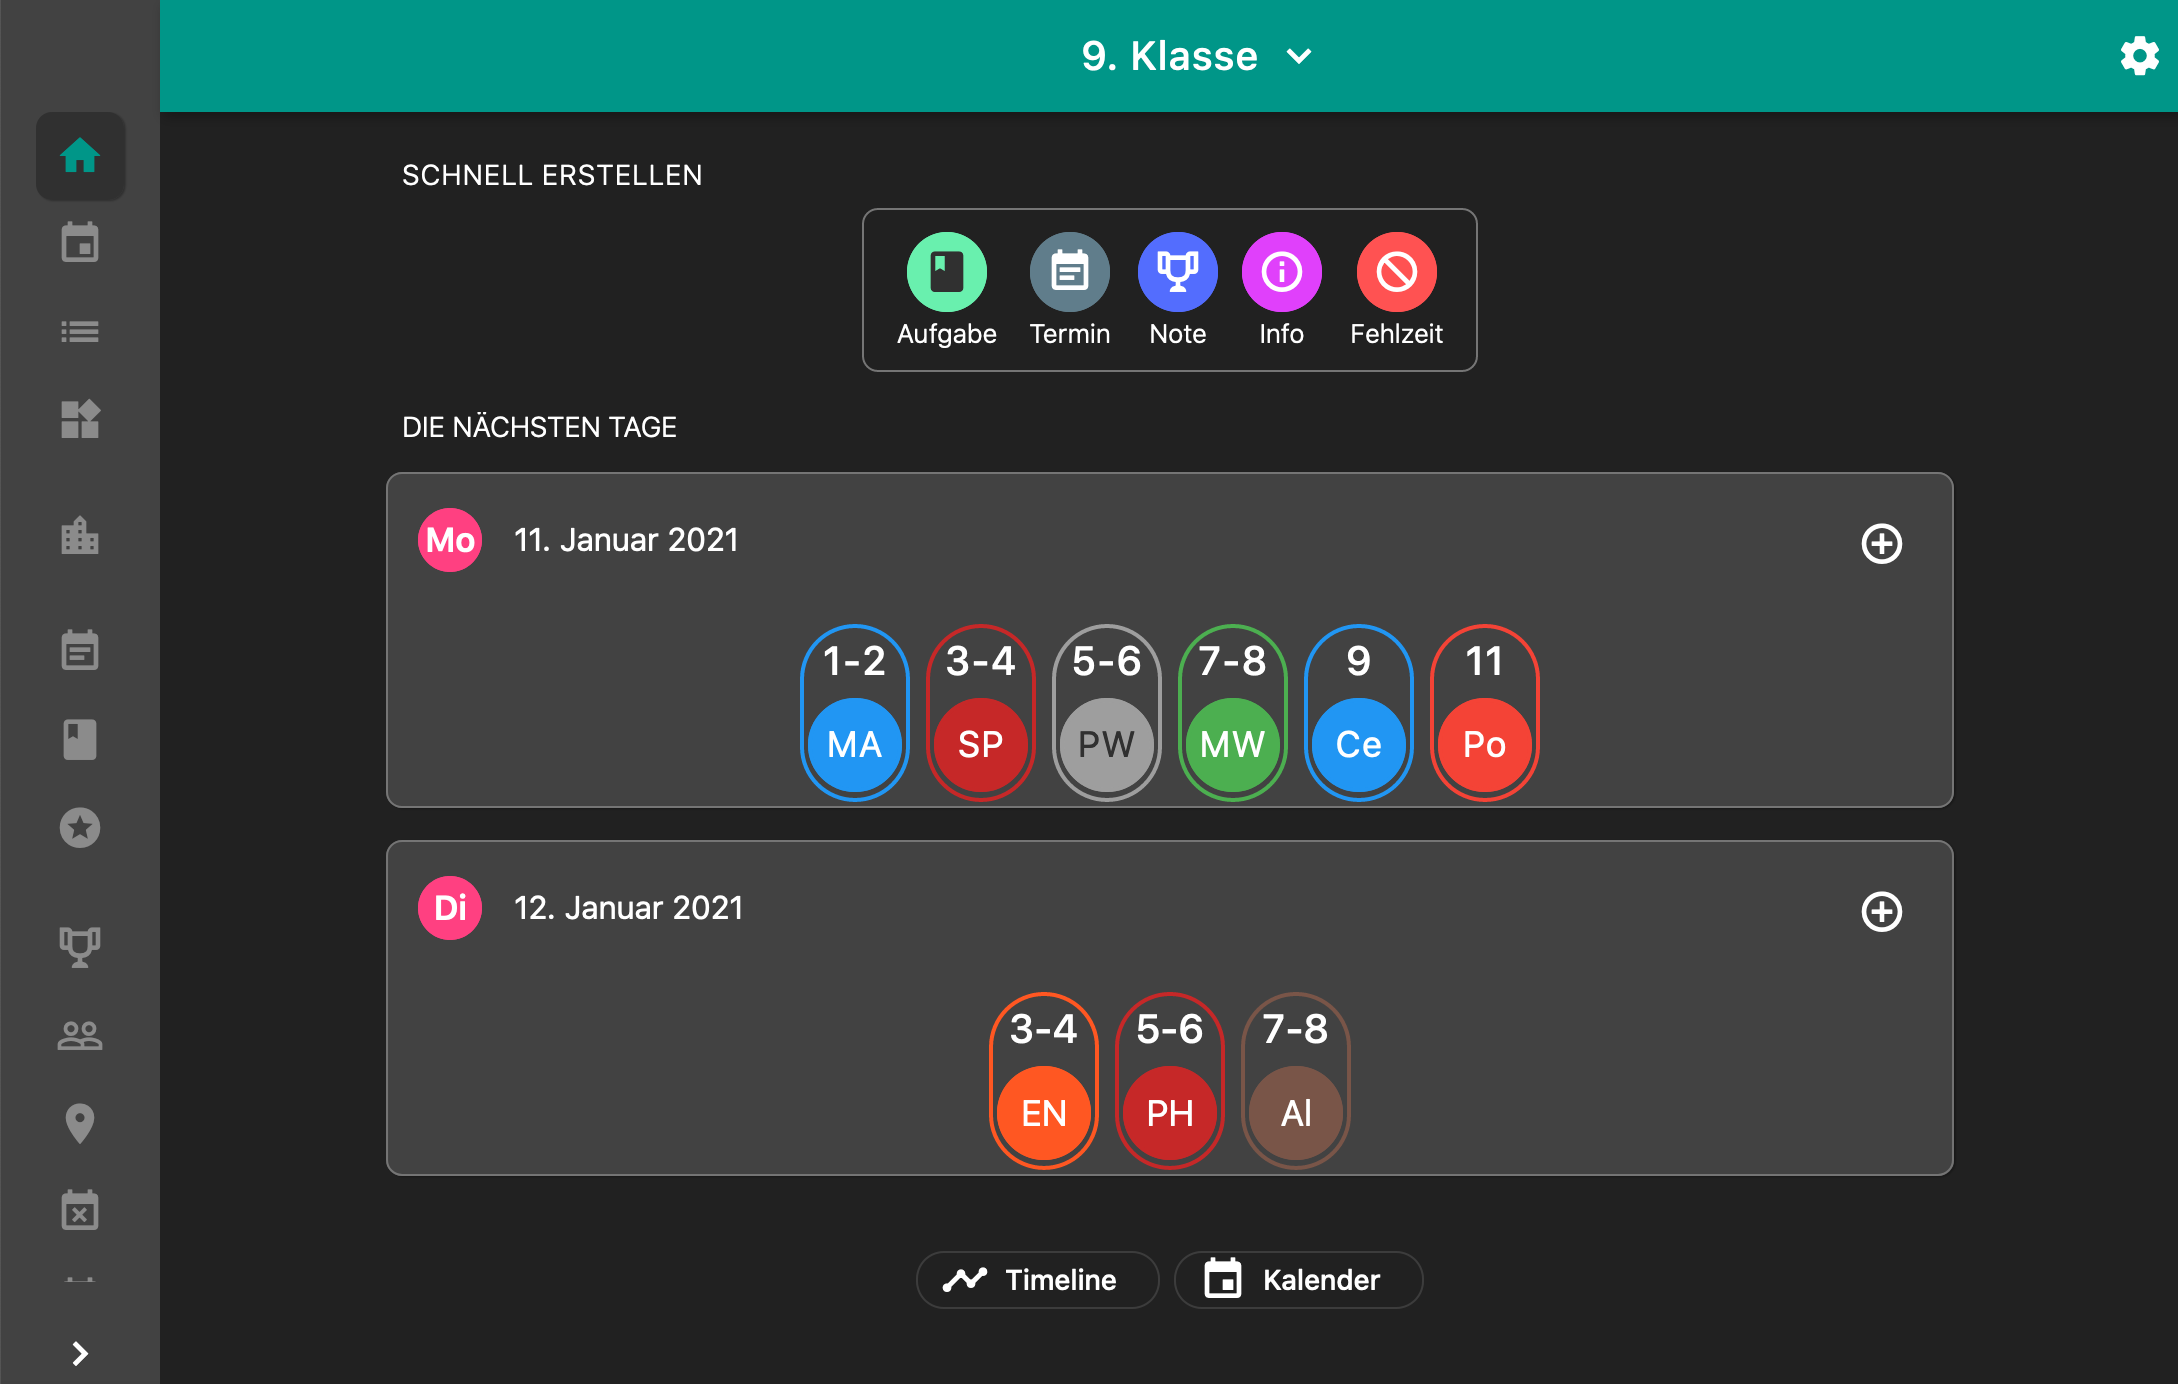 9. Klasse
SCHNELL ERSTELLEN
Aufgabe Termin Note Info Fehlzeit
DIE NÄCHSTEN TAGE
Mo 11. Januar 2021
1-2 3-4 5-6 7-8 9 11
MA SP PW MW Ce Po
Di 12. Januar 2021
3-4 5-6 7-8
EN PH Al
Timeline Kalender